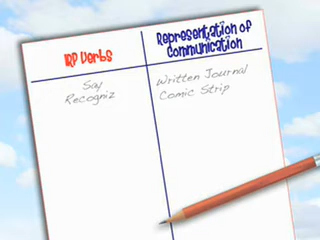 IRP Verbs
Say
Recogniz
Representation of
Communication
Written Journal
Comic Strip